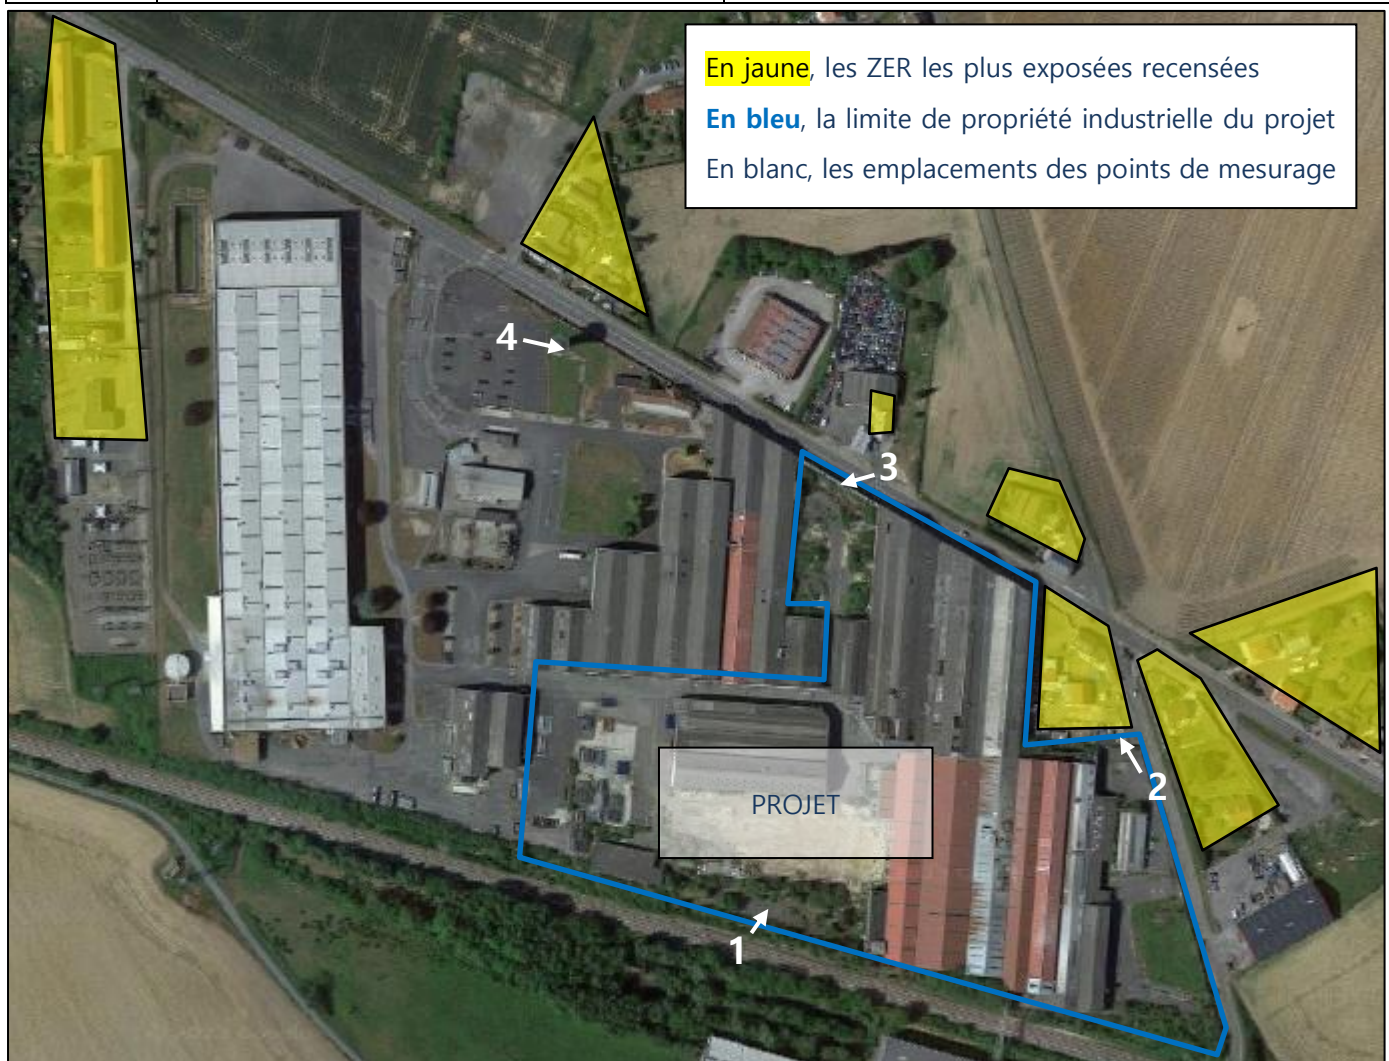 En jaune, les ZER les plus exposées recensées
En bleu, la limite de propriété industrielle du projet
En blanc, les emplacements des points de mesurage
4
3
2
PROJET
1